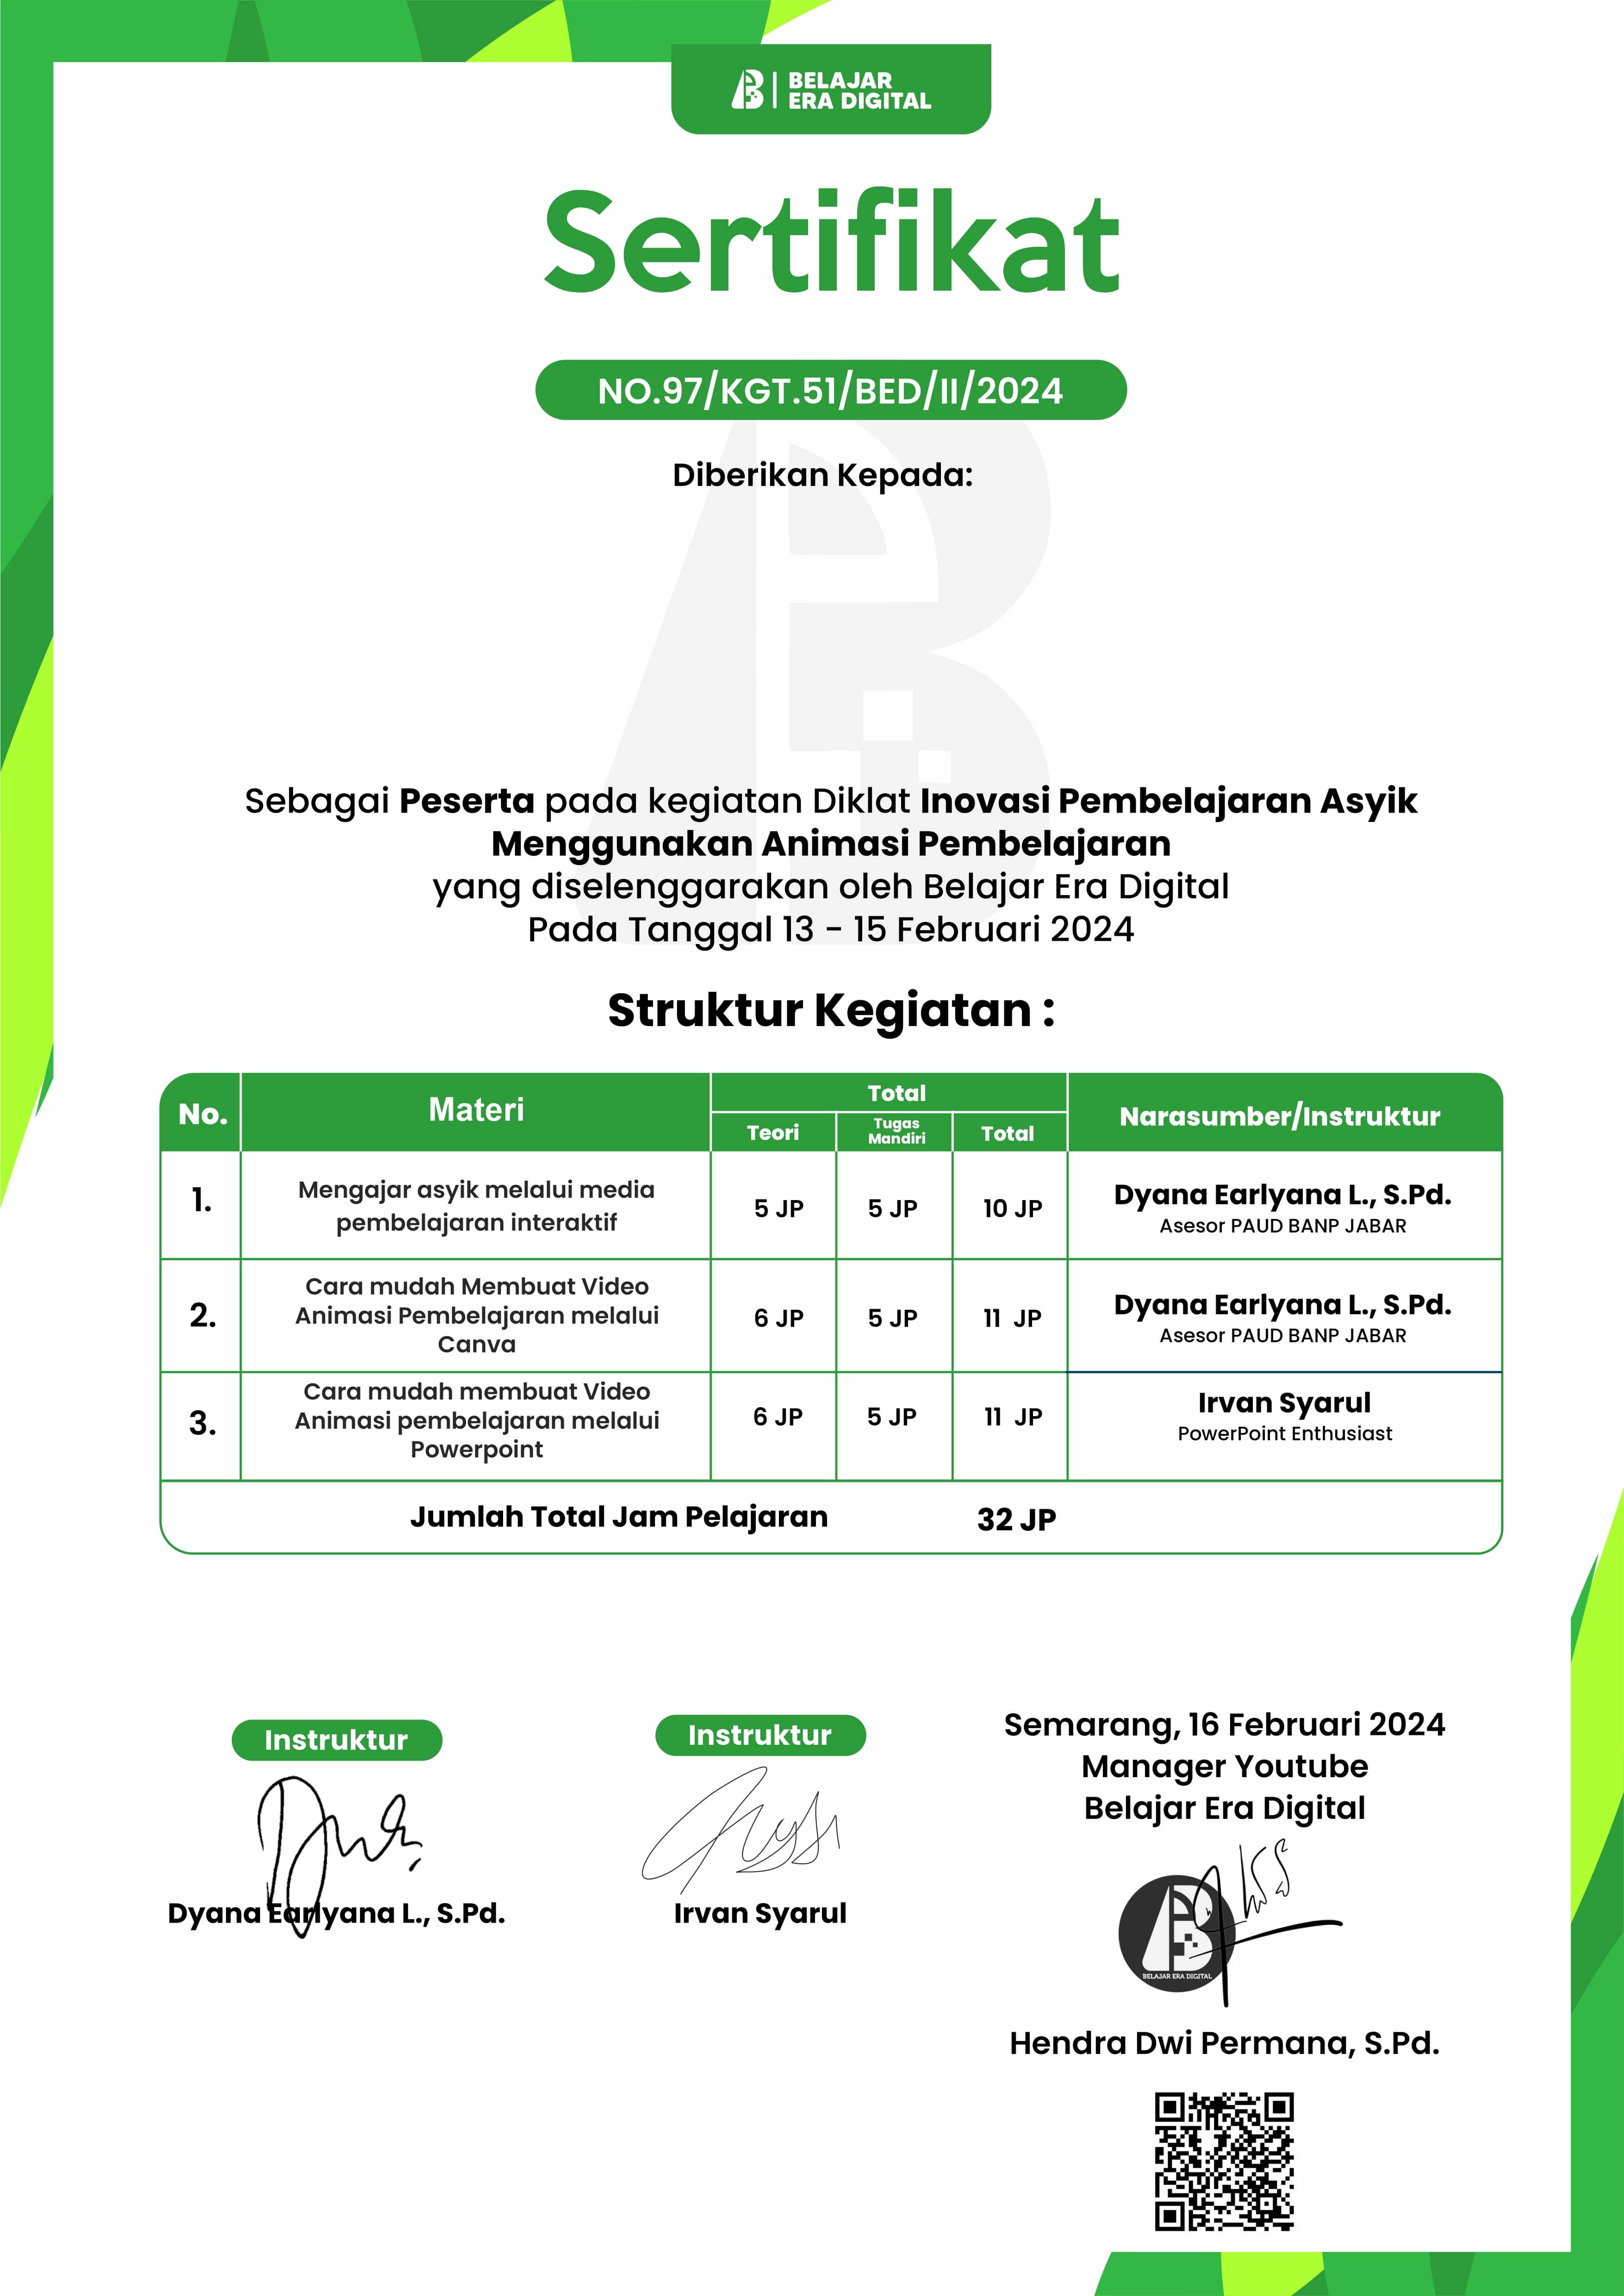 BELAJAR
ERA DIGITAL
Sertifikat
NO.97/KGT.51/BED/II/2024
Diberikan Kepada:
Sebagai Peserta pada kegiatan Diklat Inovasi Pembelajaran Asyik
Menggunakan Animasi Pembelajaran
yang diselenggarakan oleh Belajar Era Digital
Pada Tanggal 13 - 15 Februari 2024
Struktur Kegiatan :
No. Materi Total Narasumber/Instruktur
Teori Tugas Mandiri Total
1. Mengajar asyik melalui media
pembelajaran interaktif
5 JP 5 JP 10 JP
Dyana Earlyana L., S.Pd.
Asesor PAUD BANP JABAR
2. Cara mudah Membuat Video
Animasi Pembelajaran melalui
Canva
6 JP 5 JP 11 JP
Dyana Earlyana L., S.Pd.
Asesor PAUD BANP JABAR
3. Cara mudah membuat Video
Animasi pembelajaran melalui
Powerpoint
6 JP 5 JP 11 JP
Irvan Syarul
PowerPoint Enthusiast
Jumlah Total Jam Pelajaran 32 JP
Instruktur
Dyana Earlyana L., S.Pd.
Instruktur
Irvan Syarul
Semarang, 16 Februari 2024
Manager Youtube
Belajar Era Digital
BELAJAR ERA DIGITAL
Hendra Dwi Permana, S.Pd.